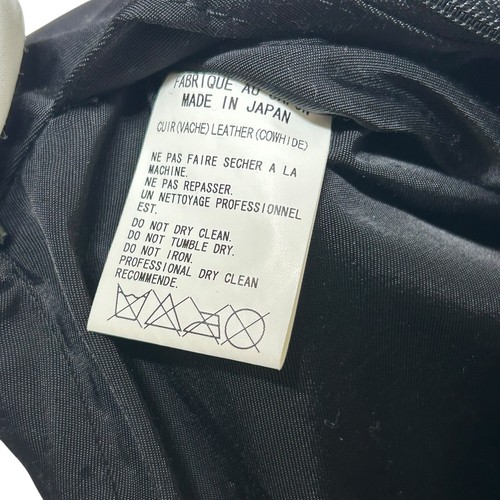 FABRIQUE AU JAPON
MADE IN JAPAN
CUIR(VACHE)LEATHER(COWHIDE)
NE PAS FAIRE SECHER A LA
MACHINE.
NE PAS REPASSER.
UN NETTOYAGE PROFESSIONNEL
EST.
DO NOT DRY CLEAN.
DO NOT TUMBLE DRY.
DO NOT IRON.
PROFESSIONAL DRY CLEAN
RECOMMENDE.